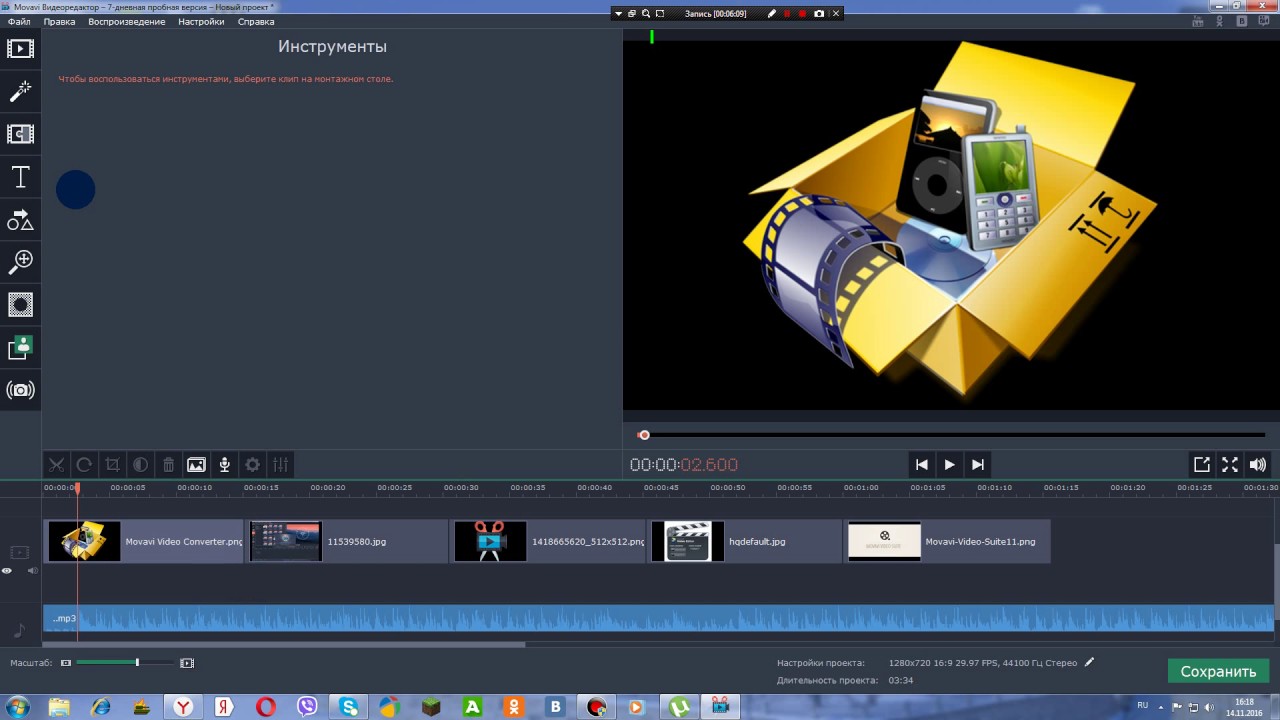 Movavi Видеоредактор – 7-дневная пробная версия – Новый проект *
Запись [00:06:09]
Файл Правка Воспроизведение Настройки Справка
Инструменты
Чтобы воспользоваться инструментами, выберите клип на монтажном столе.
00:00:02.600
00:00:00 00:00:05 00:00:10 00:00:15 00:00:20 00:00:25 00:00:30 00:00:35 00:00:40 00:00:45 00:00:50 00:00:55 00:01:00 00:01:05 00:01:10 00:01:15 00:01:20 00:01:25 00:01:30
Movavi Video Converter.png 11539580.jpg 1418665620_512x512.png hqdefault.jpg Movavi-Video-Suite11.png
...mp3
Масштаб:
Настройки проекта: 1280x720 16:9 29.97 FPS, 44100 Гц Стерео
Длительность проекта: 03:34
Сохранить
RU
16:18
14.11.2016